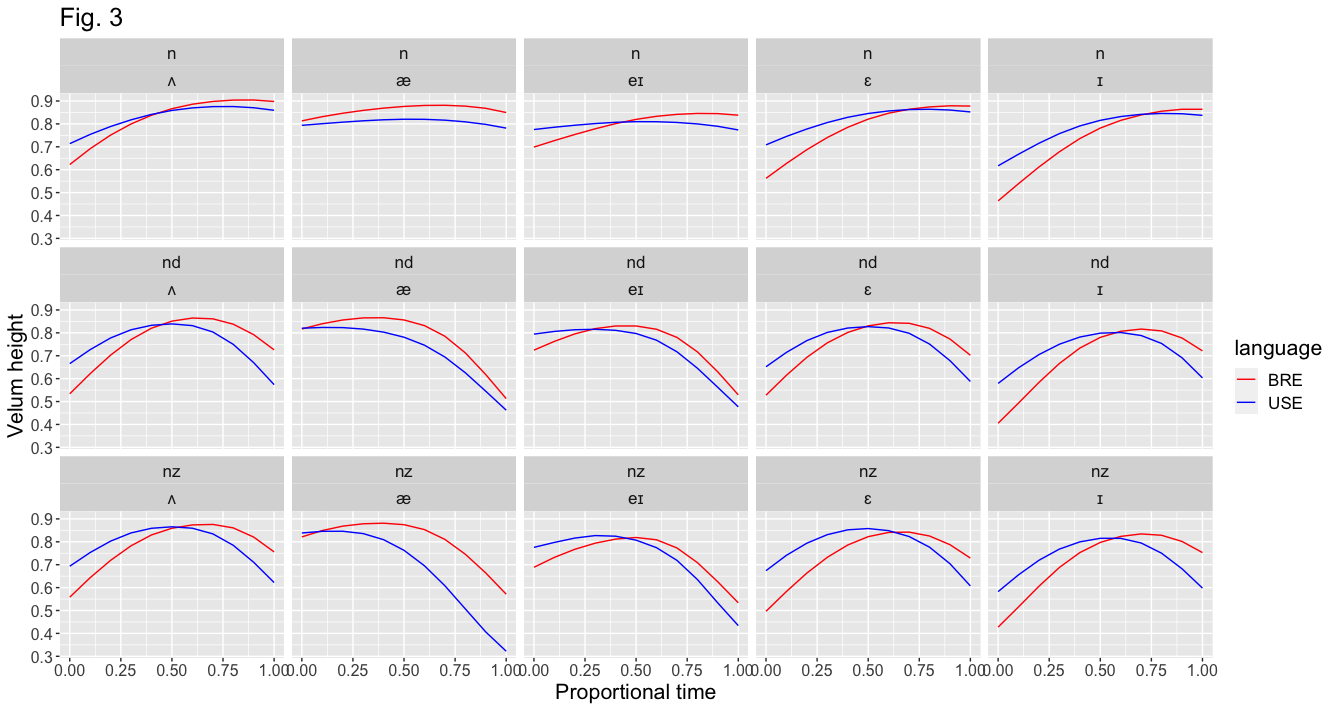 Fig. 3
n n n n n
ʌ æ eɪ ɛ ɪ
0.9
0.8
0.7
0.6
0.5
0.4
0.3
nd nd nd nd nd
ʌ æ eɪ ɛ ɪ
0.9
0.8
0.7
0.6
0.5
0.4
0.3
nz nz nz nz nz
ʌ æ eɪ ɛ ɪ
0.9
0.8
0.7
0.6
0.5
0.4
0.3
0.00 0.25 0.50 0.75 1.00 0.00 0.25 0.50 0.75 1.00 0.00 0.25 0.50 0.75 1.00 0.00 0.25 0.50 0.75 1.00 0.00 0.25 0.50 0.75 1.00
Proportional time
Velum height
language
BRE
USE